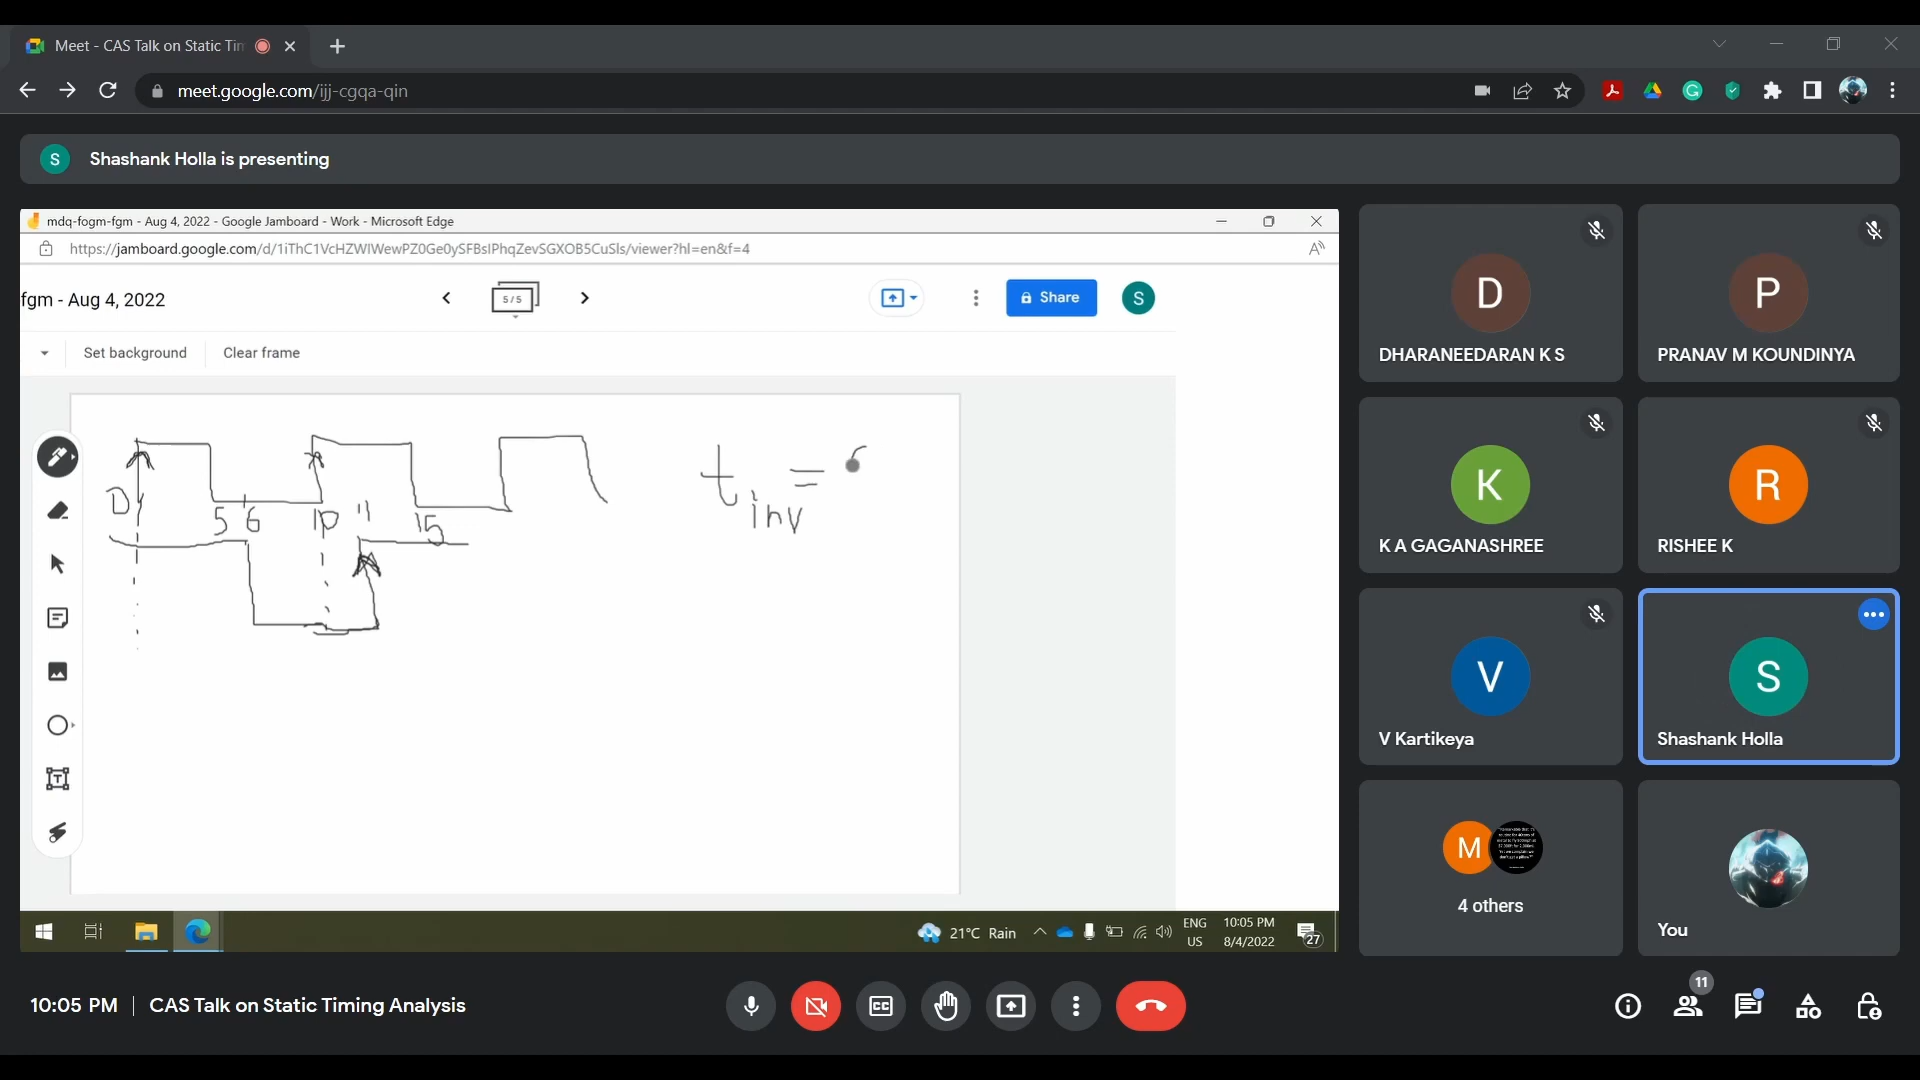 Meet - CAS Talk on Static Tim
meet.google.com/ijj-cgqa-qin
S Shashank Holla is presenting
mdq-fogm-fgm - Aug 4, 2022 - Google Jamboard - Work - Microsoft Edge
https://jamboard.google.com/d/1iThC1VcHZWIWewPZ0Ge0ySFBsIPhqZevSGXOB5CuSls/viewer?hl=en&f=4
fgm - Aug 4, 2022
5/5
Share
S
Set background
Clear frame
0
5 6 10 11 15
t inv =
21°C Rain
ENG
US
10:05 PM
8/4/2022
27
D
DHARANEEDARAN K S
P
PRANAV M KOUNDINYA
K
K A GAGANASHREE
R
RISHEE K
V
V Kartikeya
S
Shashank Holla
M
4 others
You
10:05 PM | CAS Talk on Static Timing Analysis
CC
11